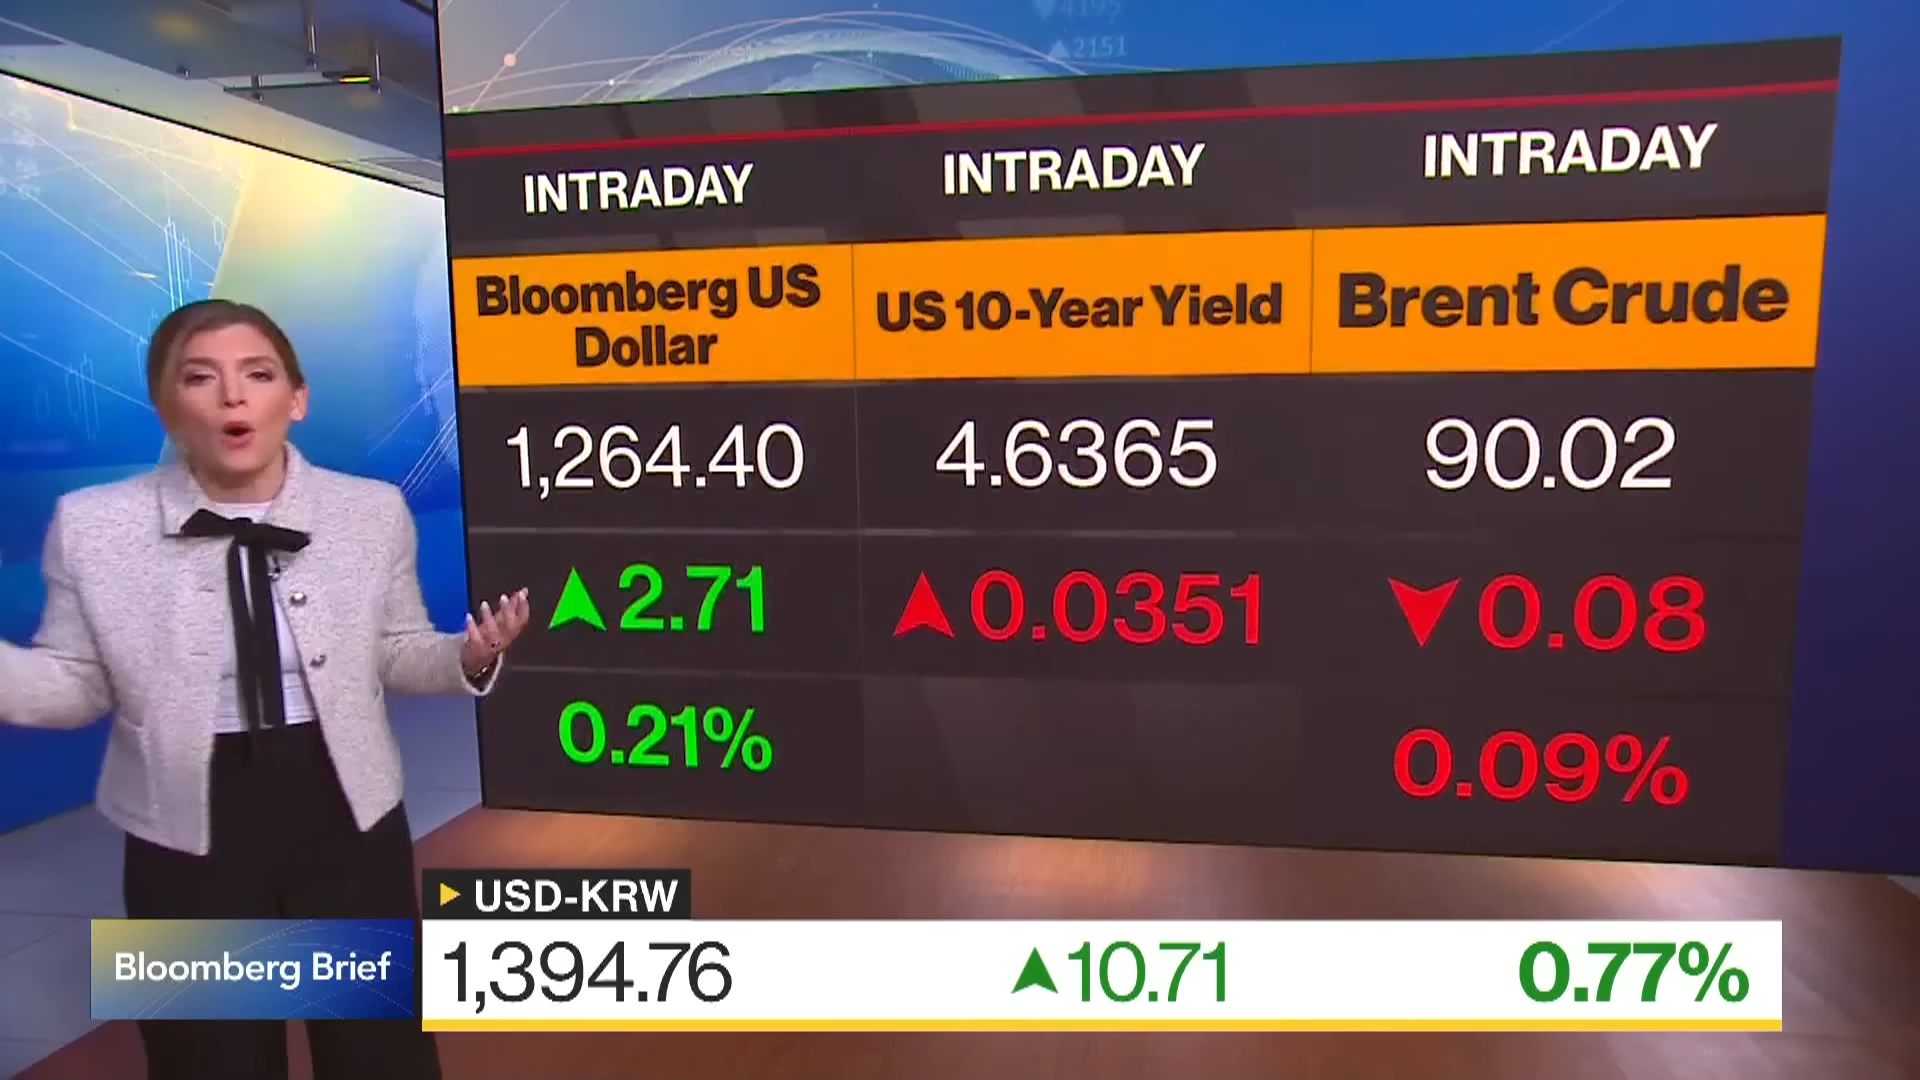 ▼4195
▲2151
INTRADAY
INTRADAY
INTRADAY
Bloomberg US
Dollar
US 10-Year Yield
Brent Crude
1,264.40
4.6365
90.02
▲2.71
▲0.0351
▼0.08
0.21%
0.09%
USD-KRW
Bloomberg Brief
1,394.76
▲10.71
0.77%